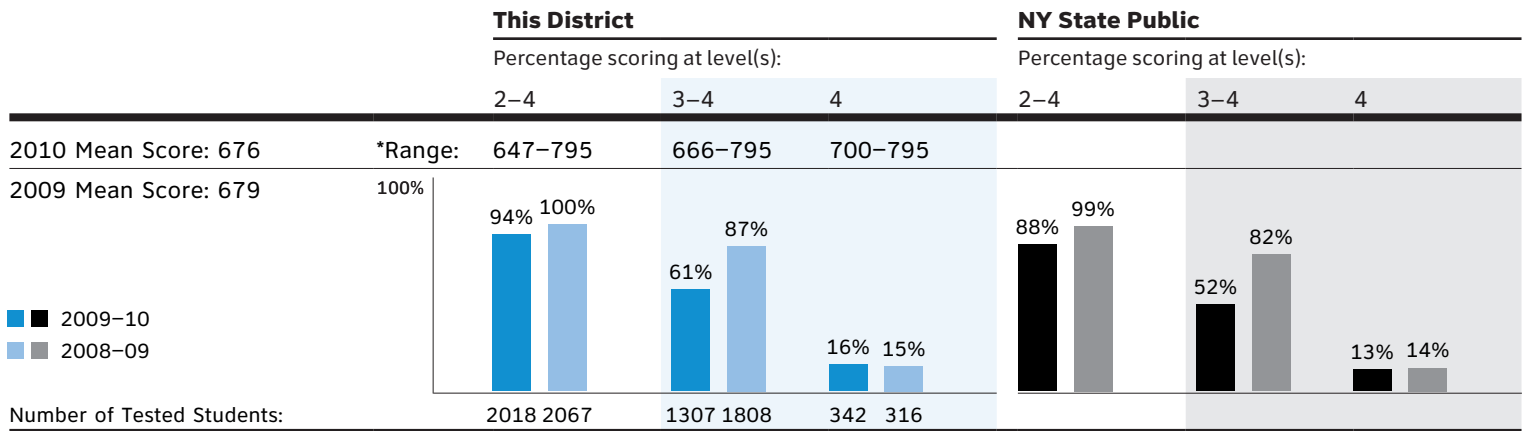 This District NY State Public
Percentage scoring at level(s): Percentage scoring at level(s):
2–4 3–4 4 2–4 3–4 4
2010 Mean Score: 676 *Range: 647–795 666–795 700–795
2009 Mean Score: 679 100%
94% 100% 61% 87% 16% 15% 88% 99% 52% 82% 13% 14%
2009–10
2008–09
Number of Tested Students: 2018 2067 1307 1808 342 316